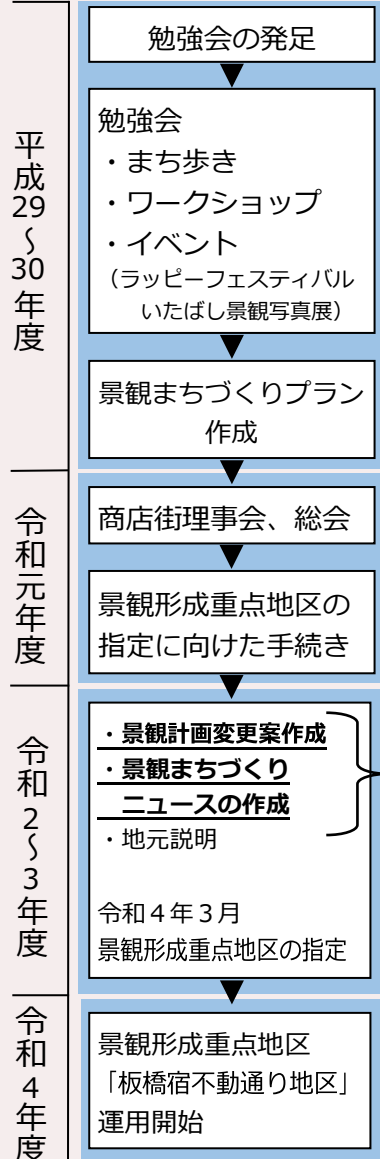 平成29~30年度
勉強会の発足
勉強会
・まち歩き
・ワークショップ
・イベント
(ラッピーフェスティバル
いたばし景観写真展)
景観まちづくりプラン
作成
令和元年度
商店街理事会、総会
景観形成重点地区の
指定に向けた手続き
令和2~3年度
・景観計画変更案作成
・景観まちづくり
ニュースの作成
・地元説明
令和4年3月
景観形成重点地区の指定
令和4年度
景観形成重点地区
「板橋宿不動通り地区」
運用開始